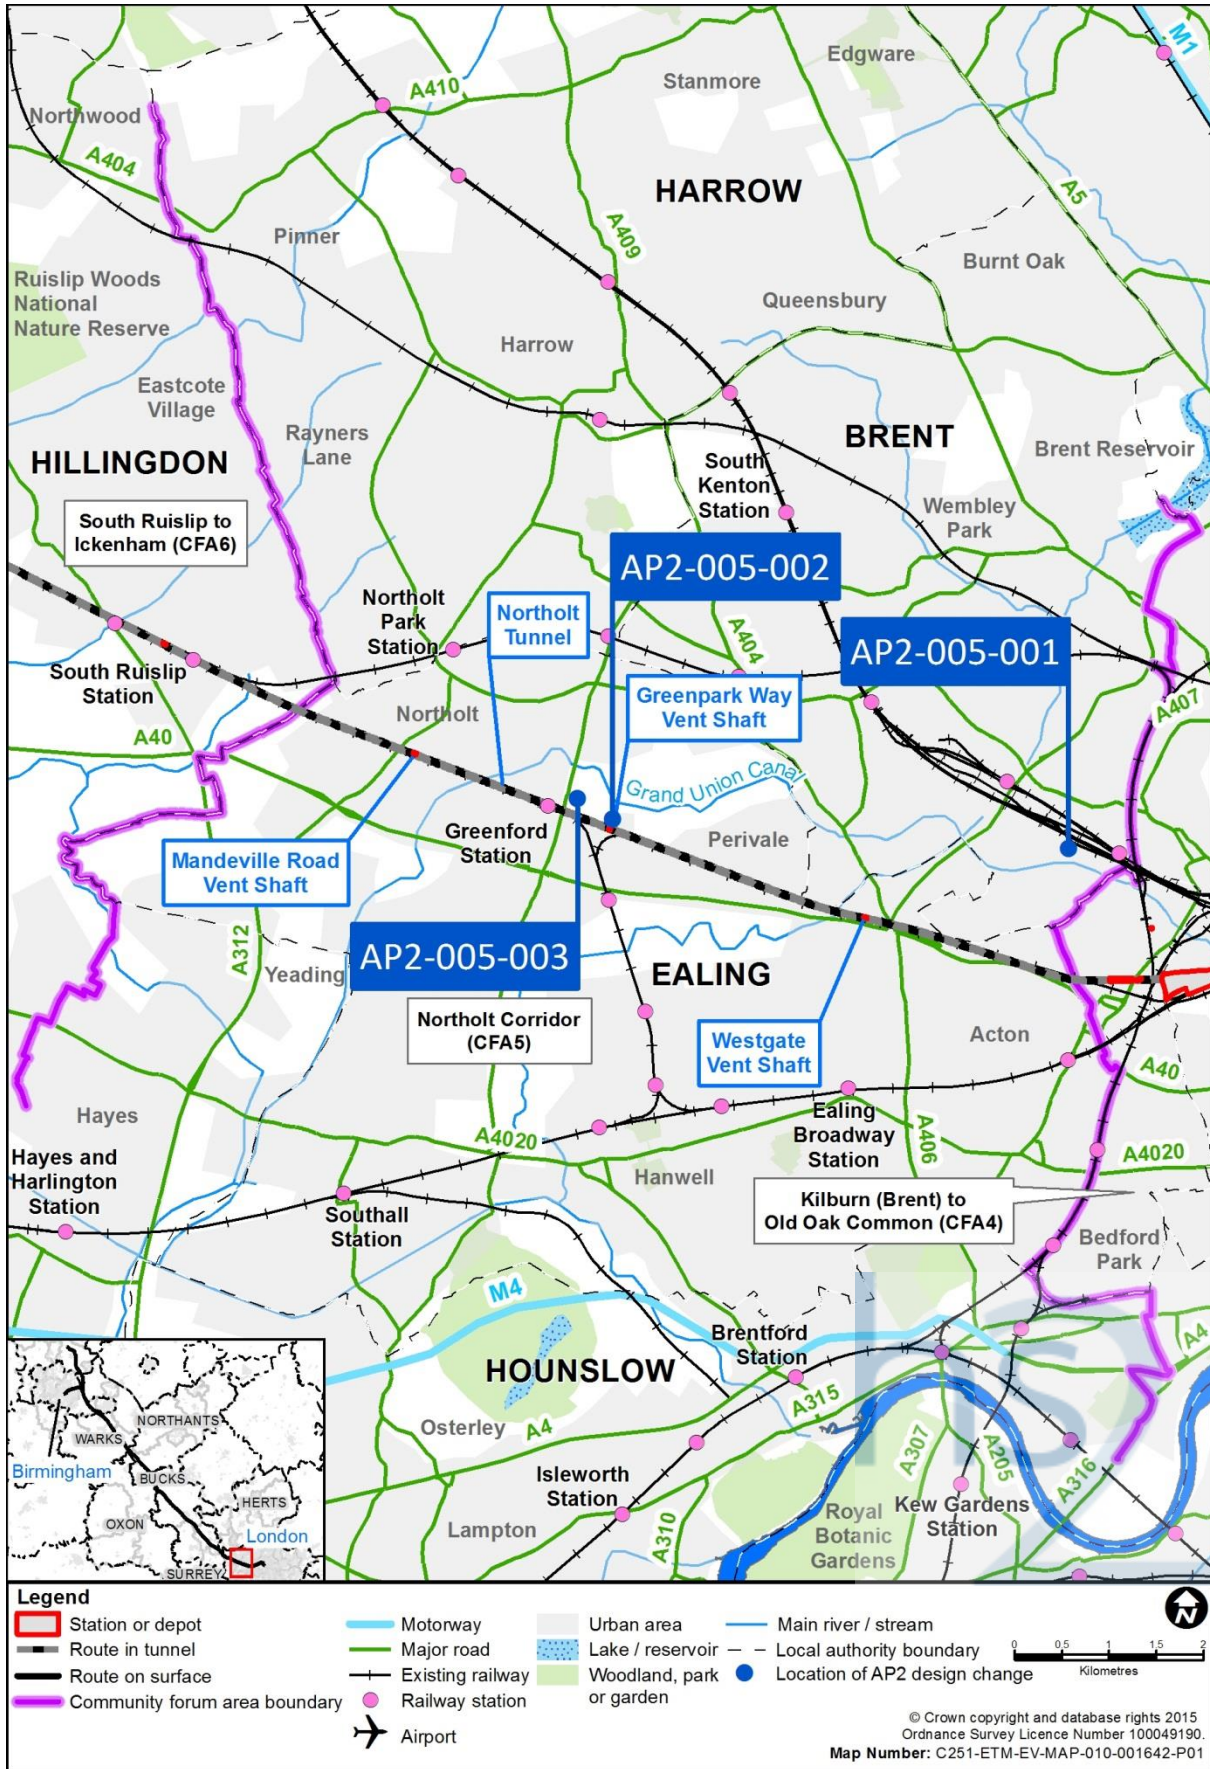 Edgware
M1
Stanmore
A410
Northwood
A404
HARROW
A5
Pinner
A409
Burnt Oak
Ruislip Woods
National
Nature Reserve
Queensbury
Harrow
Eastcote
Village
Rayners
Lane
BRENT
Brent Reservoir
HILLINGDON
South
Kenton
Station
Wembley
Park
South Ruislip to
Ickenham (CFA6)
AP2-005-002
Northolt
Park
Station
Northolt
Tunnel
A404
AP2-005-001
South Ruislip
Station
Greenpark Way
Vent Shaft
A407
Northolt
A40
Grand Union Canal
Greenford
Station
Perivale
Mandeville Road
Vent Shaft
A312
AP2-005-003
EALING
Yeading
Northolt Corridor
(CFA5)
Westgate
Vent Shaft
Acton
A40
Hayes
A4020
Ealing
Broadway
Station
A406
A4020
Hayes and
Harlington
Station
Hanwell
Kilburn (Brent) to
Old Oak Common (CFA4)
Southall
Station
Bedford
Park
M4
hs2
Brentford
Station
A4
HOUNSLOW
A315
Osterley
A4
A307
A205
A316
Isleworth
Station
Kew Gardens
Station
Lampton
A310
Royal
Botanic
Gardens
NORTHANTS
WARKS
Birmingham
BUCKS
HERTS
OXON
London
SURREY
Legend
Station or depot
Route in tunnel
Route on surface
Community forum area boundary
Motorway
Major road
Existing railway
Railway station
Airport
Urban area
Lake / reservoir
Woodland, park
or garden
Main river / stream
Local authority boundary
Location of AP2 design change
N
0 0.5 1 1.5 2
Kilometres
© Crown copyright and database rights 2015
Ordnance Survey Licence Number 100049190.
Map Number: C251-ETM-EV-MAP-010-001642-P01